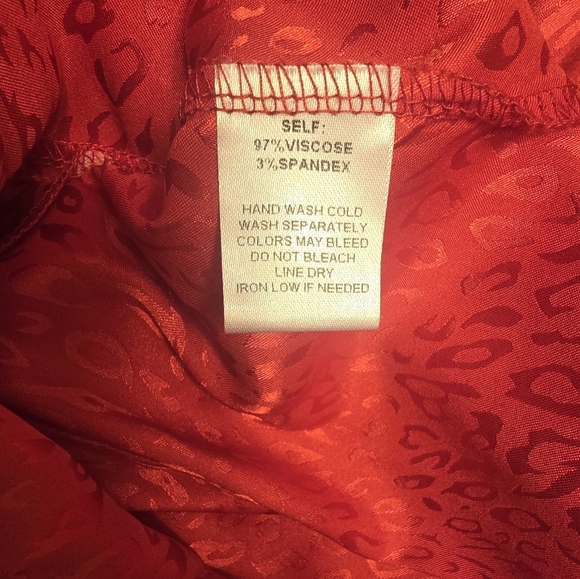 SELF:
97%VISCOSE
3%SPANDEX
HAND WASH COLD
WASH SEPARATELY
COLORS MAY BLEED
DO NOT BLEACH
LINE DRY
IRON LOW IF NEEDED